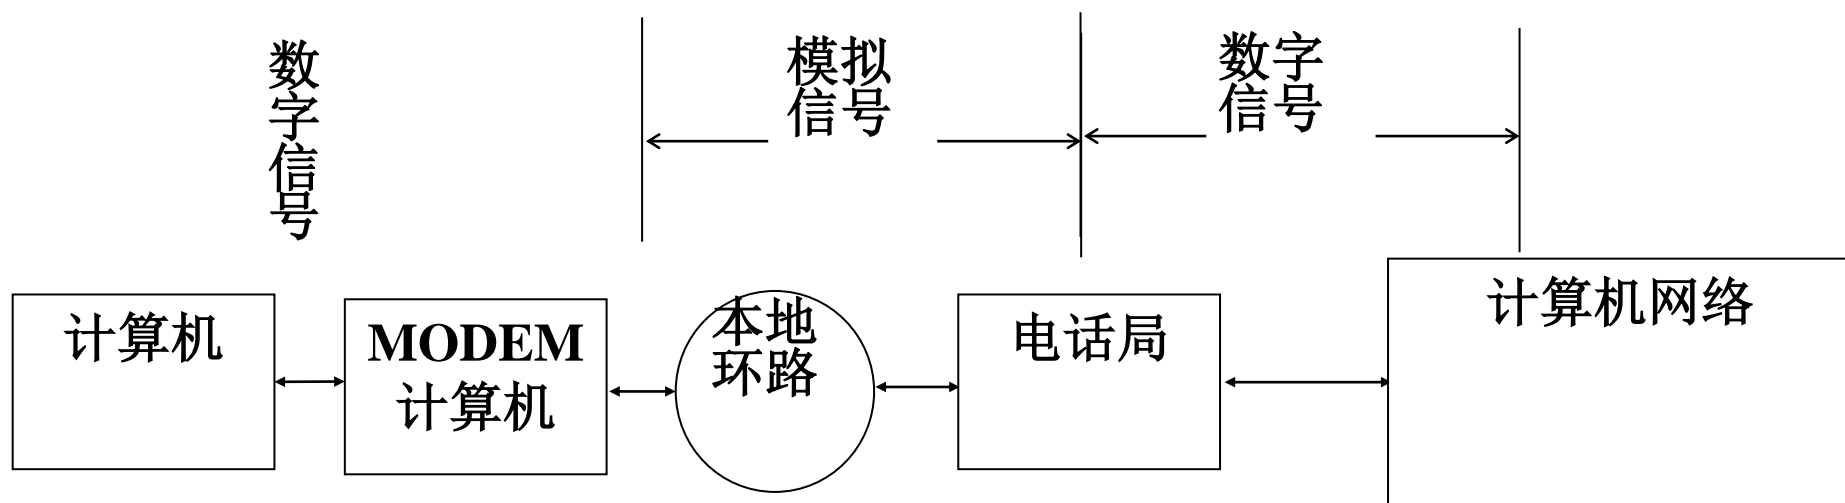 数
字
信
号
模拟
信号
数字
信号
计算机
MODEM
计算机
本地
环路
电话局
计算机网络